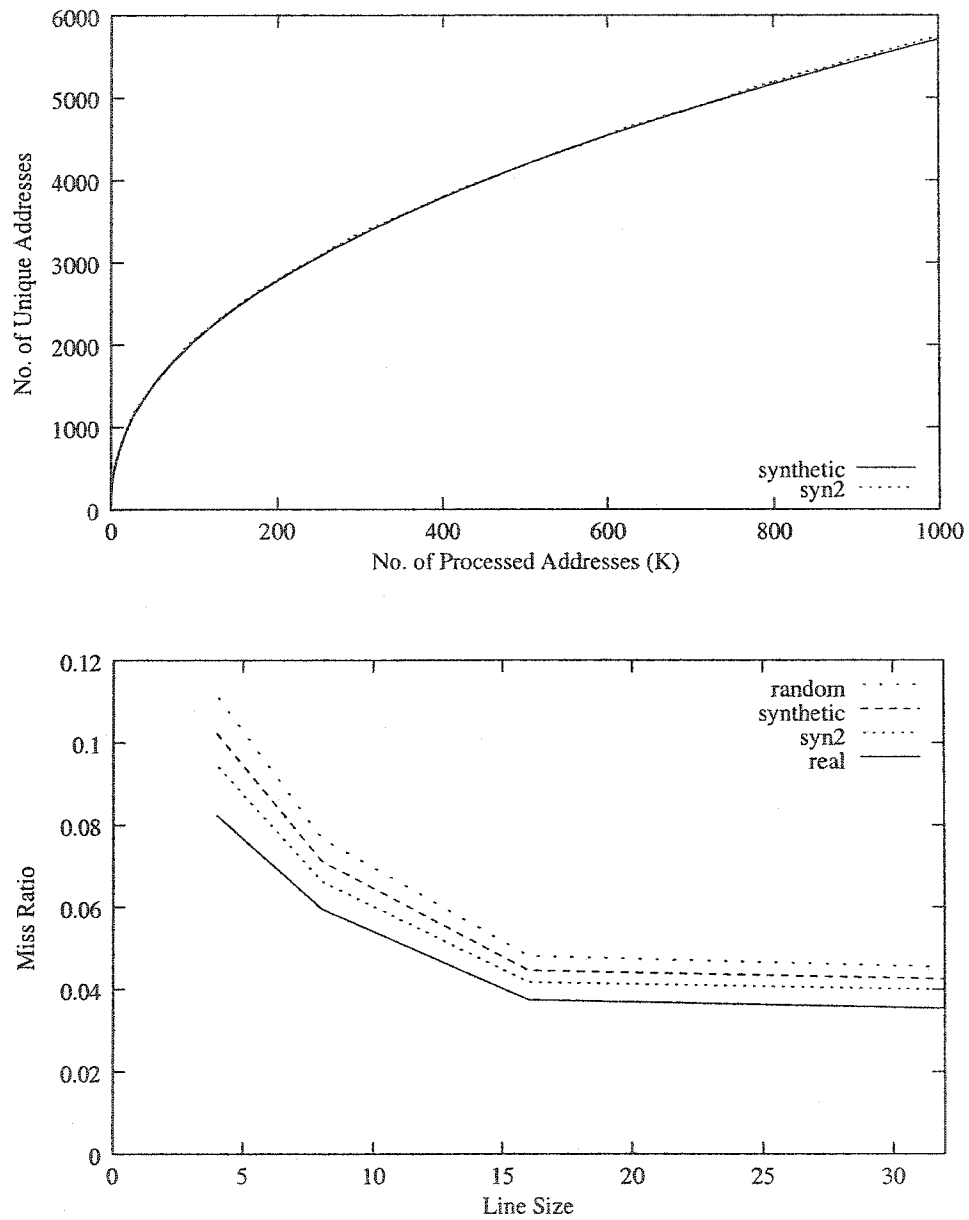 6000
5000
4000
3000
2000
1000
0
No. of Unique Addresses
synthetic
syn2
0 200 400 600 800 1000
No. of Processed Addresses (K)
0.12
0.1
0.08
0.06
0.04
0.02
0
Miss Ratio
random
synthetic
syn2
real
0 5 10 15 20 25 30
Line Size